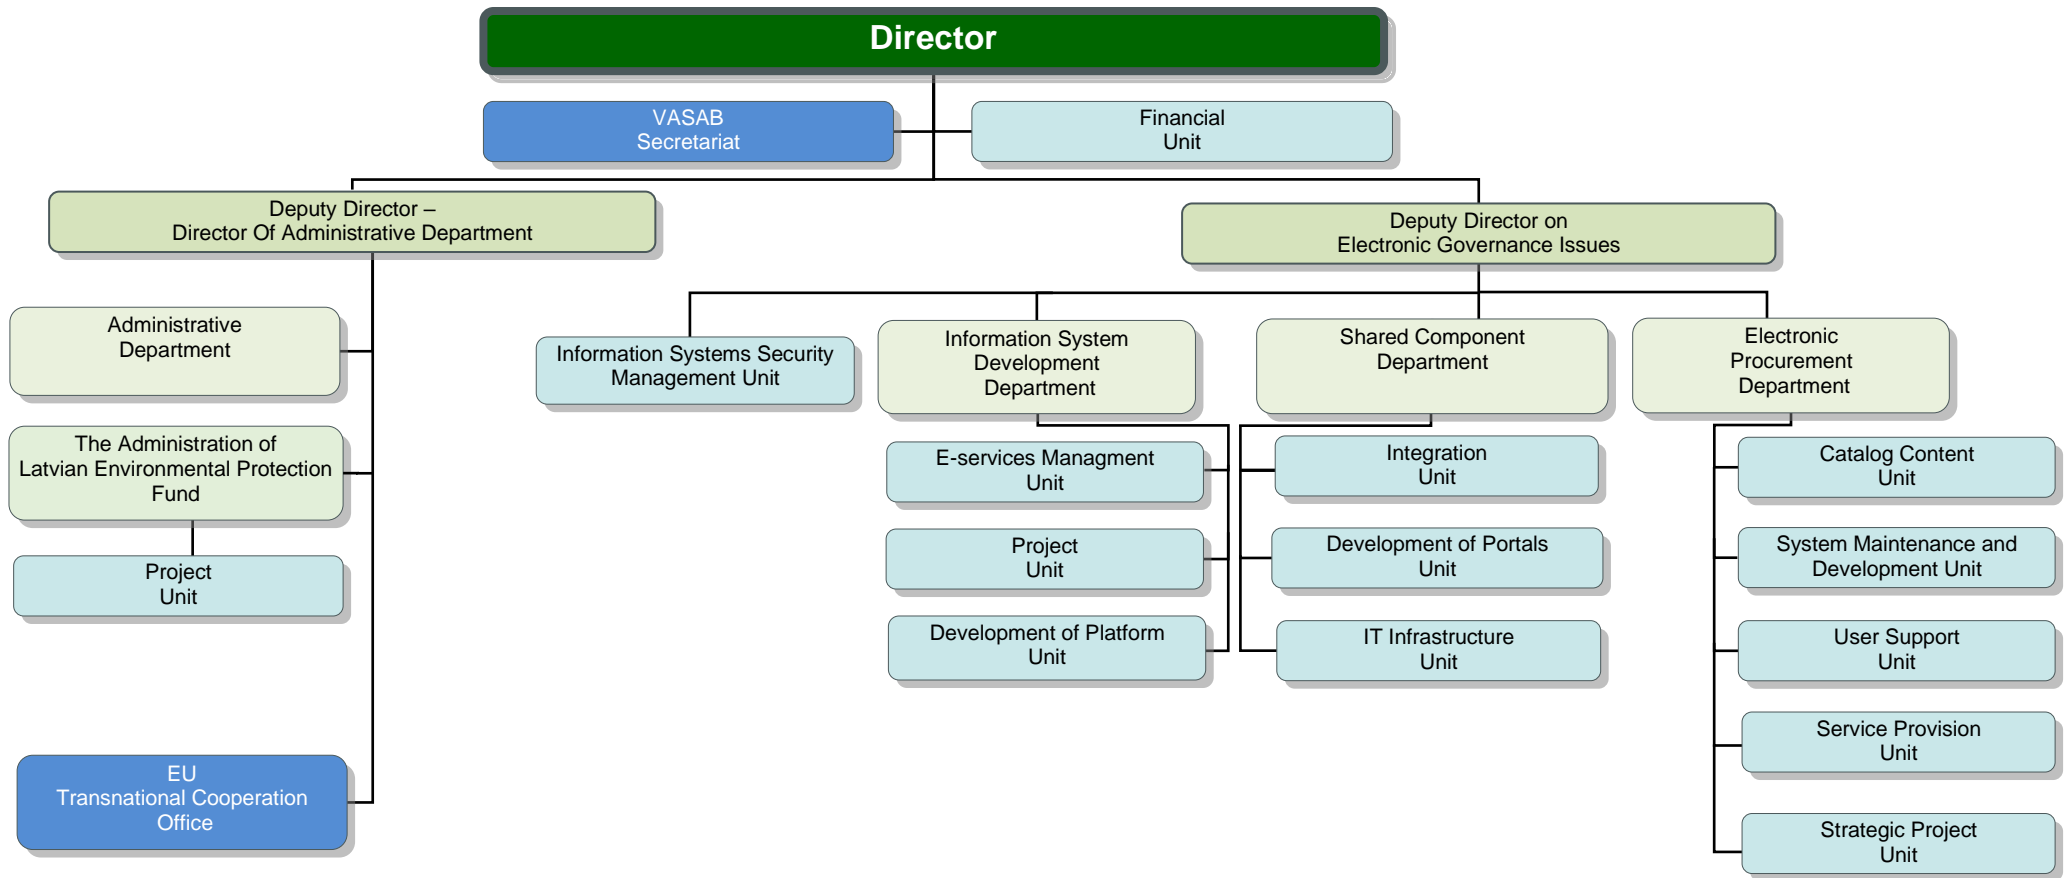 Director
VASAB
Secretariat
Financial
Unit
Deputy Director –
Director Of Administrative Department
Deputy Director on
Electronic Governance Issues
Administrative
Department
The Administration of
Latvian Environmental Protection
Fund
Project
Unit
EU
Transnational Cooperation
Office
Information Systems Security
Management Unit
Information System
Development
Department
E-services Managment
Unit
Project
Unit
Development of Platform
Unit
Shared Component
Department
Integration
Unit
Development of Portals
Unit
IT Infrastructure
Unit
Electronic
Procurement
Department
Catalog Content
Unit
System Maintenance and
Development Unit
User Support
Unit
Service Provision
Unit
Strategic Project
Unit